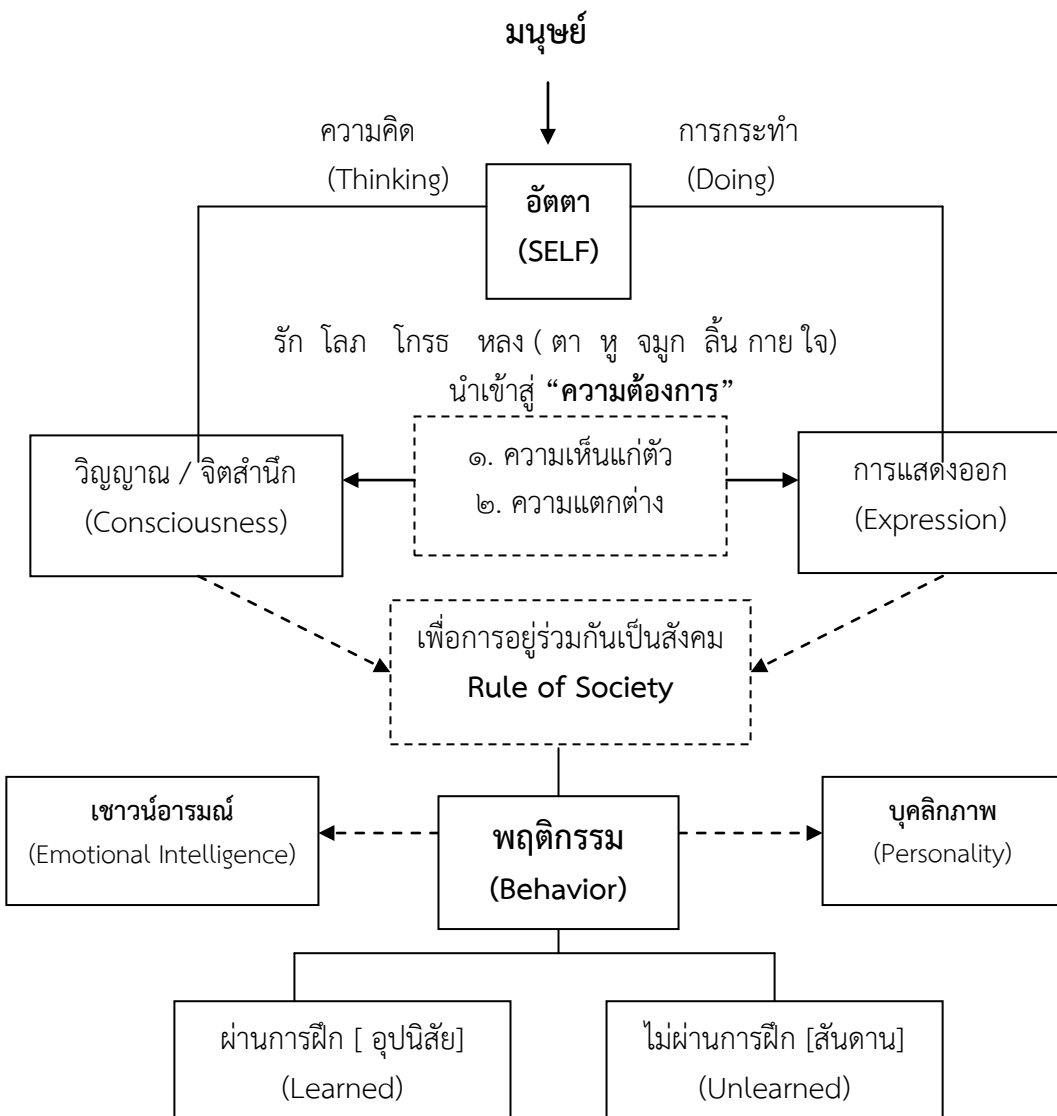 มนุษย์
ความคิด
(Thinking)
การกระทำ
(Doing)
อัตตา
(SELF)
รัก โลภ โกรธ หลง ( ตา หู จมูก ลิ้น กาย ใจ)
นำเข้าสู่ “ความต้องการ”
วิญญาณ / จิตสำนึก
(Consciousness)
๑. ความเห็นแก่ตัว
๒. ความแตกต่าง
การแสดงออก
(Expression)
เพื่อการอยู่ร่วมกันเป็นสังคม
Rule of Society
เชาวน์อารมณ์
(Emotional Intelligence)
พฤติกรรม
(Behavior)
บุคลิกภาพ
(Personality)
ผ่านการฝึก [ อุปนิสัย]
(Learned)
ไม่ผ่านการฝึก [สันดาน]
(Unlearned)